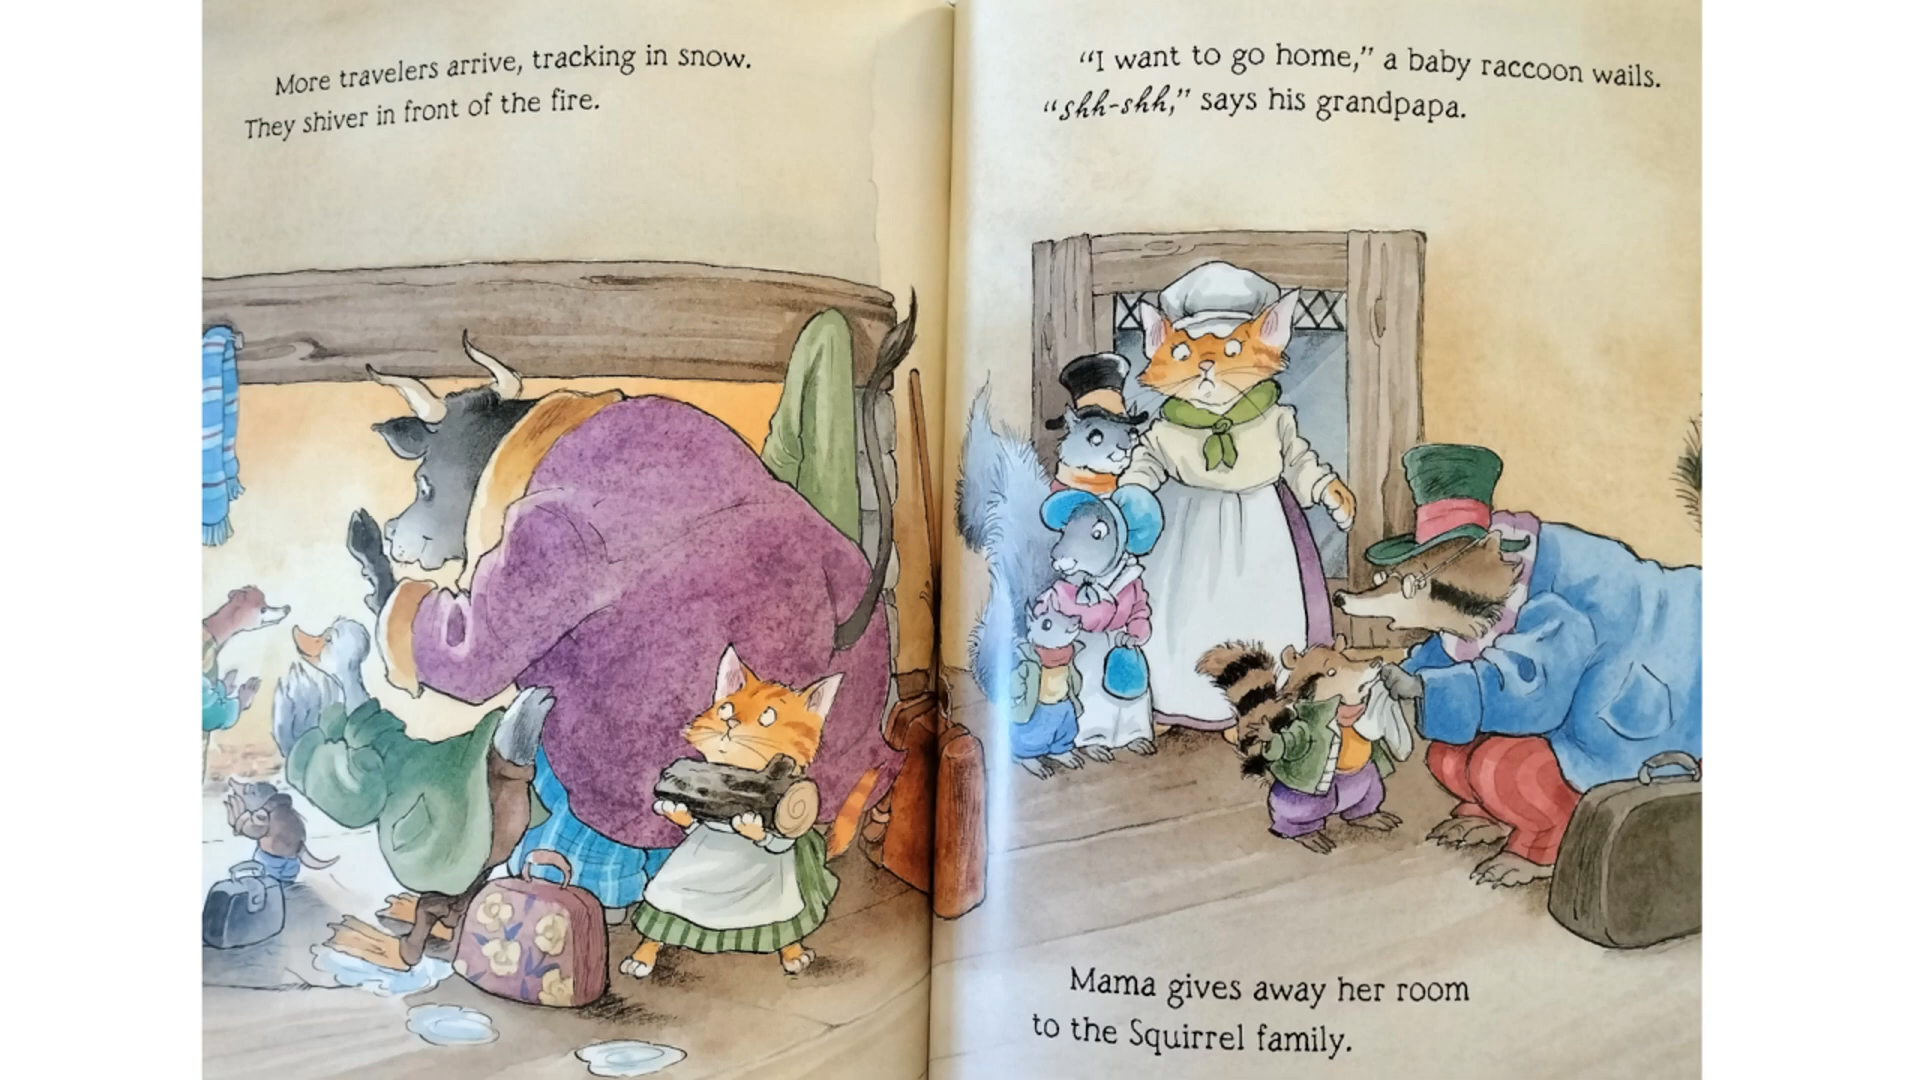 More travelers arrive, tracking in snow.
They shiver in front of the fire.
“I want to go home,” a baby raccoon wails.
“shh-shh,” says his grandpapa.
Mama gives away her room
to the Squirrel family.